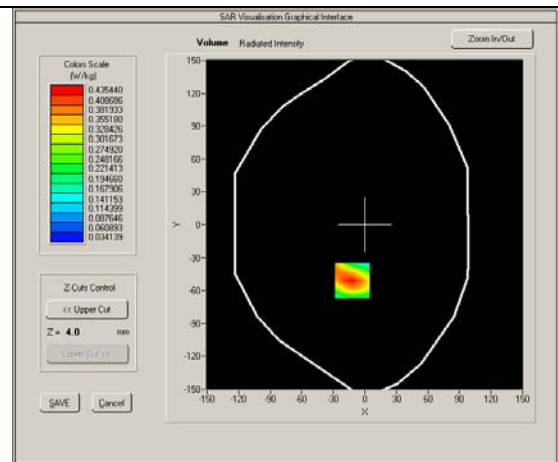 SAR Visualisation Graphical Interface
Volume Radiated Intensity
Zoom In/Out
Colors Scale
(W/kg)
0.435440
0.408686
0.381933
0.355180
0.328426
0.301673
0.274920
0.248166
0.221413
0.194660
0.167906
0.141153
0.114399
0.087646
0.060893
0.034139
Z-Cuts Control
<< Upper Cut
Z = 4.0 mm
Lower Cut >>
SAVE Cancel
150
120
90
60
30
0
-30
-60
-90
-120
-150
Y
-150 -120 -90 -60 -30 0 30 60 90 120 150
X